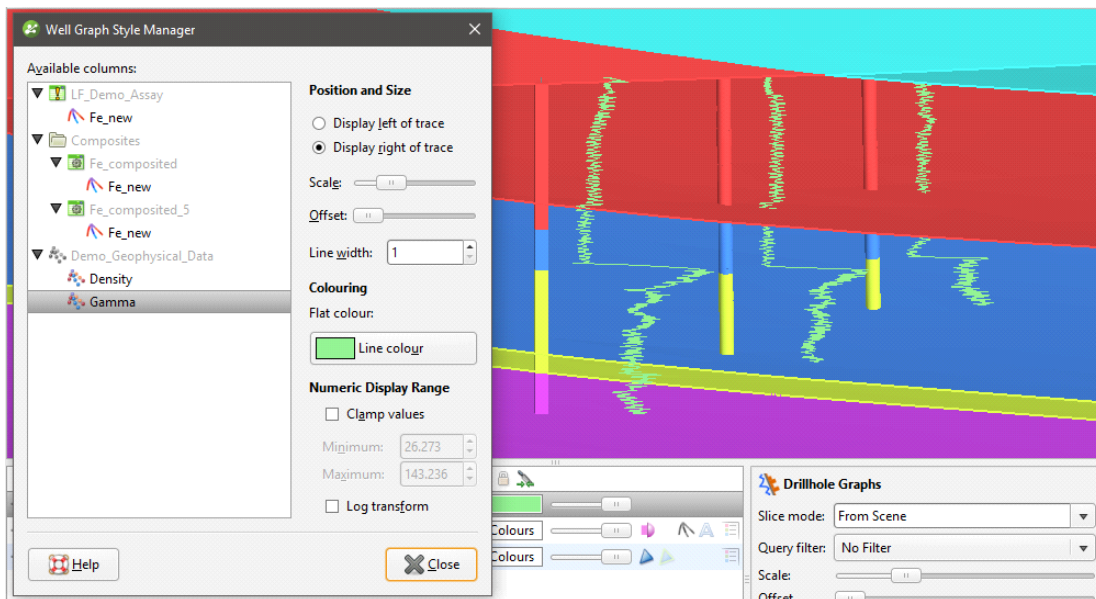 Well Graph Style Manager
Available columns:
LF_Demo_Assay
Fe_new
Composites
Fe_composited
Fe_new
Fe_composited_5
Fe_new
Demo_Geophysical_Data
Density
Gamma
Position and Size
Display left of trace
Display right of trace
Scale:
Offset:
Line width: 1
Colouring
Flat colour:
Line colour
Numeric Display Range
Clamp values
Minimum: 26.273
Maximum: 143.236
Log transform
Help
Close
Colours
Colours
Drillhole Graphs
Slice mode: From Scene
Query filter: No Filter
Scale:
Offset